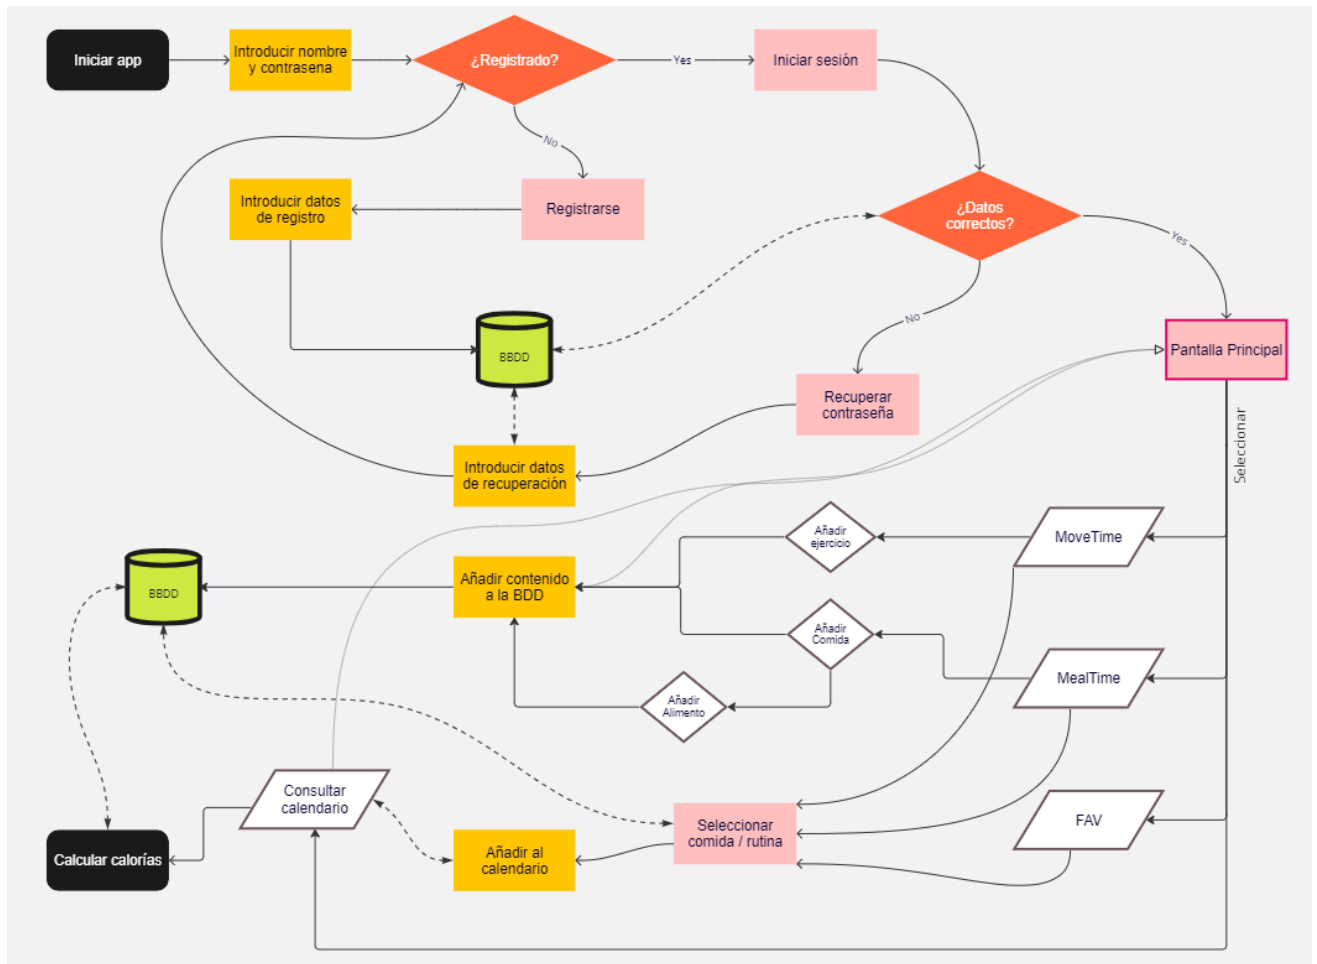 Iniciar app
Introducir nombre
y contrasena
¿Registrado?
Yes
Iniciar sesión
No
Introducir datos
de registro
Registrarse
¿Datos
correctos?
Yes
BBDD
No
Pantalla Principal
Recuperar
contraseña
Seleccionar
Introducir datos
de recuperación
Añadir
ejercicio
MoveTime
Añadir contenido
a la BDD
BBDD
Añadir
Comida
MealTime
Añadir
Alimento
Consultar
calendario
Seleccionar
comida / rutina
FAV
Calcular calorías
Añadir al
calendario